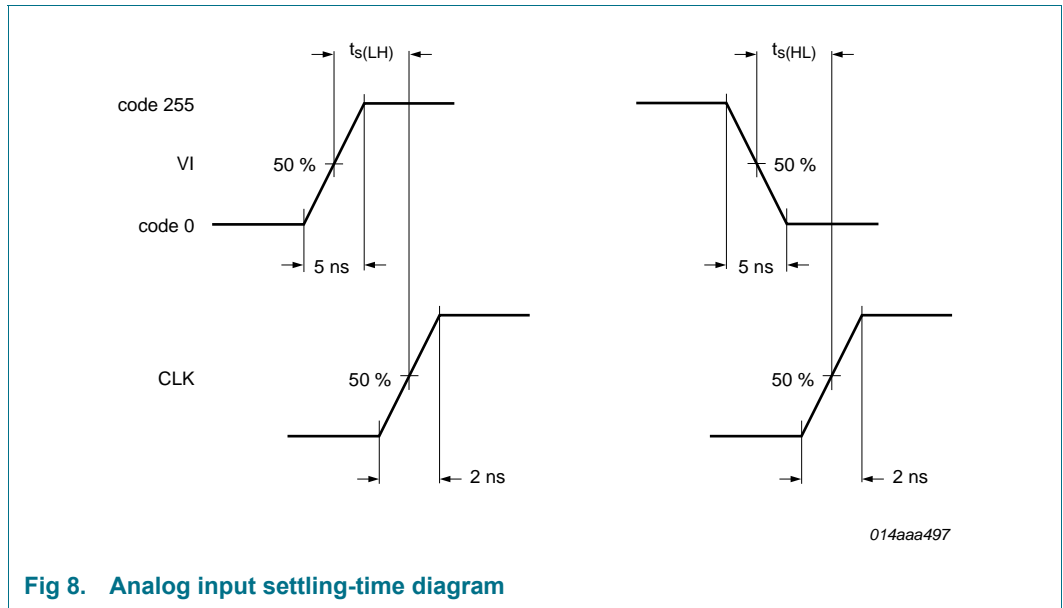 ts(LH)
ts(HL)
code 255
VI
50 %
50 %
code 0
5 ns
5 ns
CLK
50 %
50 %
2 ns
2 ns
014aaa497
Fig 8. Analog input settling-time diagram